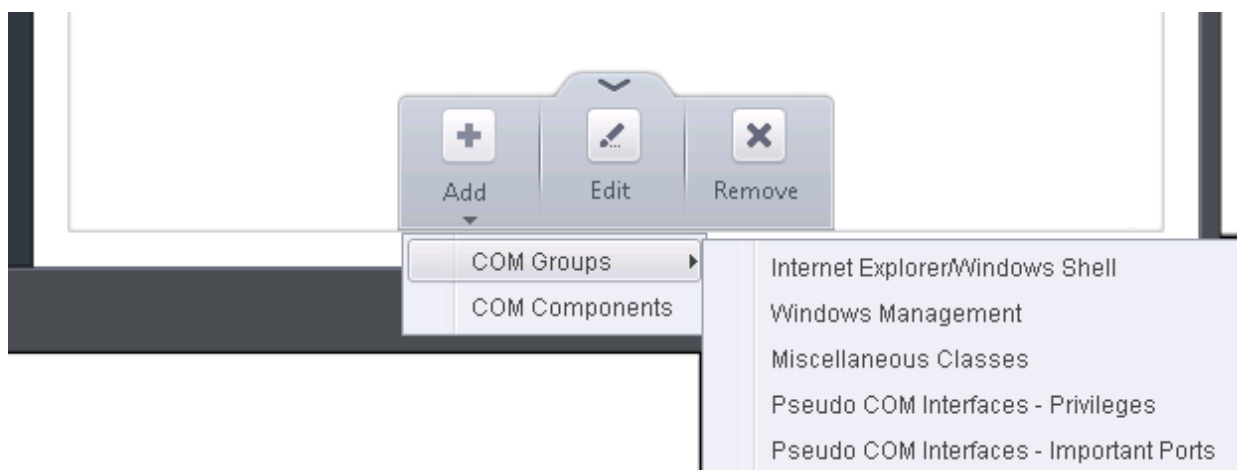 Add Edit Remove
COM Groups
COM Components
Internet Explorer/Windows Shell
Windows Management
Miscellaneous Classes
Pseudo COM Interfaces - Privileges
Pseudo COM Interfaces - Important Ports